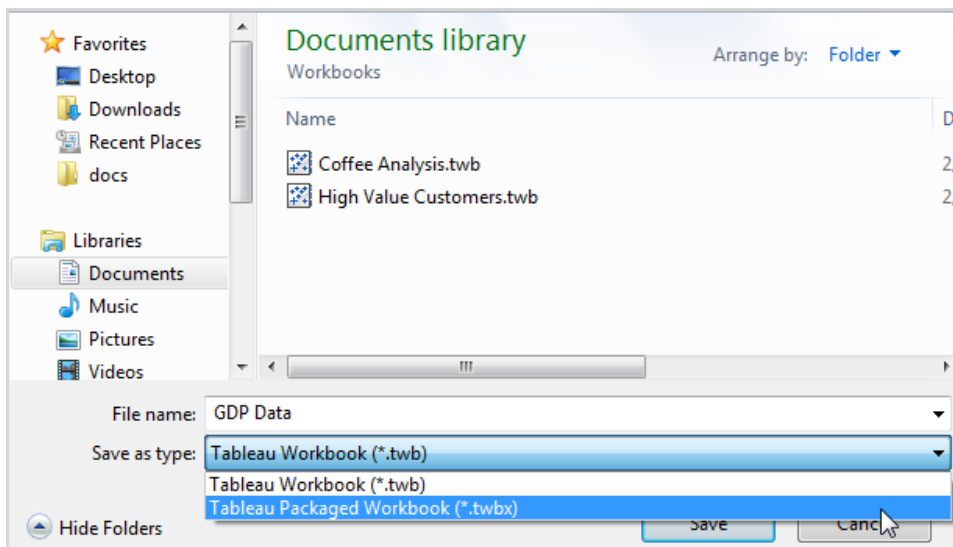 Favorites
Desktop
Downloads
Recent Places
docs
Libraries
Documents
Music
Pictures
Videos
Documents library
Workbooks
Arrange by: Folder
Name
D
Coffee Analysis.twb
2,
High Value Customers.twb
2,
File name: GDP Data
Save as type: Tableau Workbook (*.twb)
Tableau Workbook (*.twb)
Tableau Packaged Workbook (*.twbx)
Hide Folders
Save